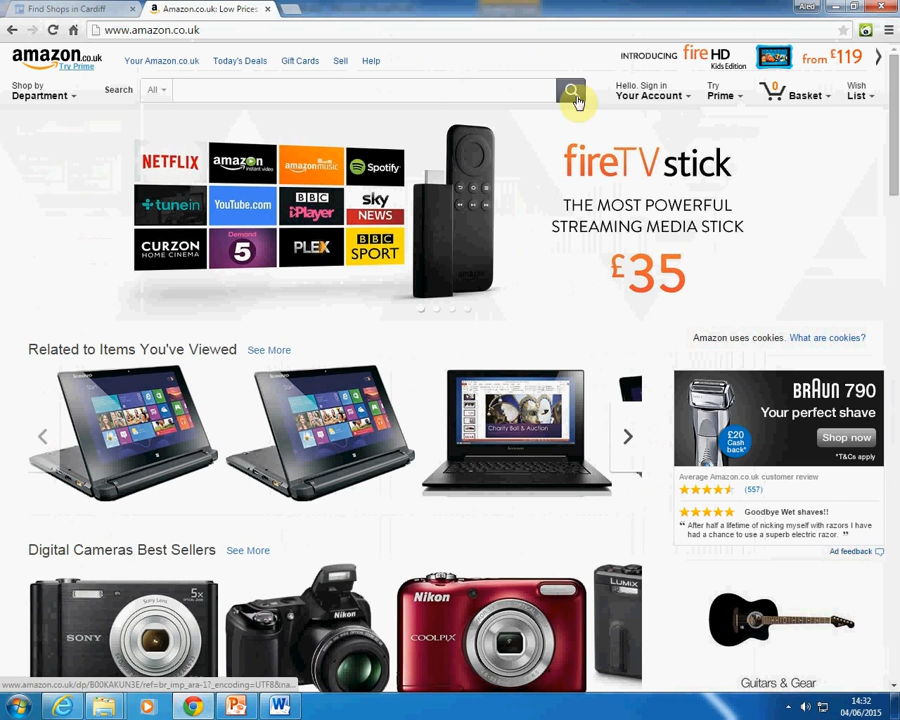 Find Shops in Cardiff
amazon.co.uk: Low Prices
Aled
www.amazon.co.uk
amazon.co.uk
Try Prime
Your Amazon.co.uk Today's Deals Gift Cards Sell Help
INTRODUCING fire HD Kids Edition from £119
Shop by Department
Search All
Hello. Sign in Your Account
Try Prime
0 Basket
Wish List
NETFLIX amazon instant video amazon music Spotify
tunein YouTube.com BBC iPlayer sky NEWS
CURZON HOME CINEMA Demand 5 PLEX BBC SPORT
fireTV stick
THE MOST POWERFUL
STREAMING MEDIA STICK
£35
Related to Items You've Viewed See More
Amazon uses cookies. What are cookies?
Charity Ball & Auction
BRAUN 790
Your perfect shave
£20 Cash back*
Shop now
*T&Cs apply
Average Amazon.co.uk customer review
(557)
Goodbye Wet shaves!!
“ After half a lifetime of nicking myself with razors I have
had a chance to use a superb electric razor. ”
Ad feedback
Digital Cameras Best Sellers See More
SONY
Sony Lens
5x
Nikon
Nikon
COOLPIX
LUMIX
Guitars & Gear
www.amazon.co.uk/dp/B00KAKUN3E/ref=br_imp_ara-1?_encoding=UTF8&na...
14:32
04/06/2015